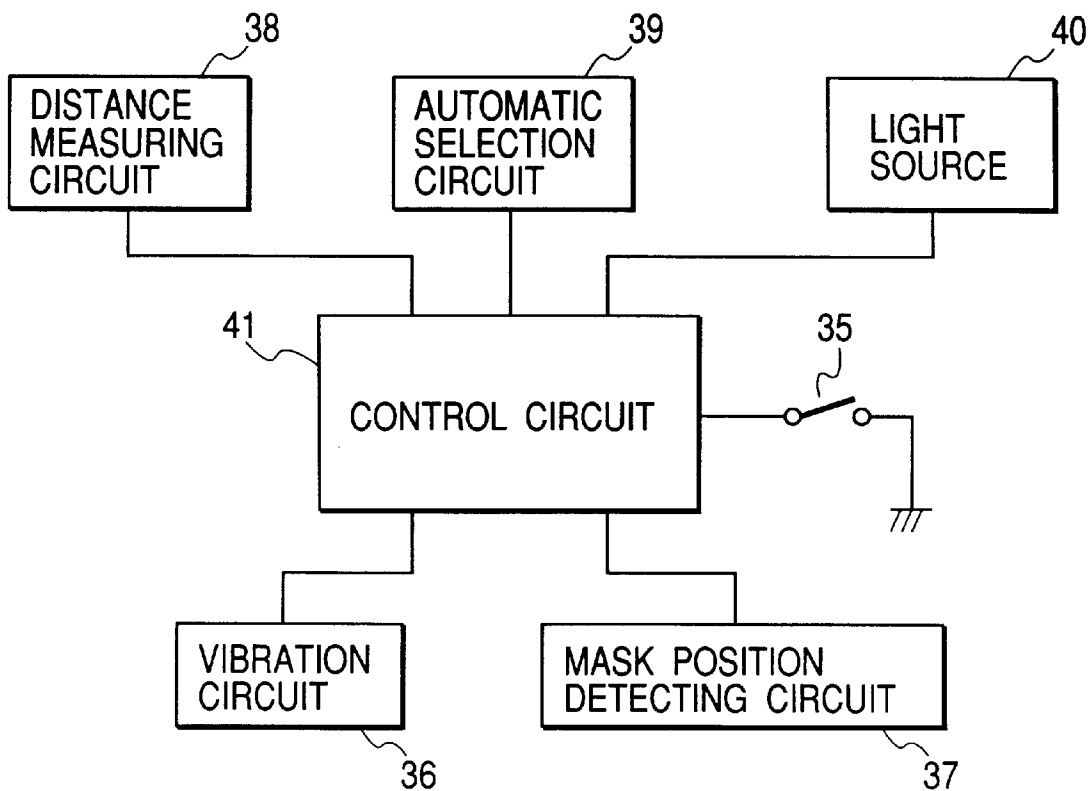 38
39
40
DISTANCE
MEASURING
CIRCUIT
AUTOMATIC
SELECTION
CIRCUIT
LIGHT
SOURCE
41
35
CONTROL CIRCUIT
VIBRATION
CIRCUIT
MASK POSITION
DETECTING CIRCUIT
36
37